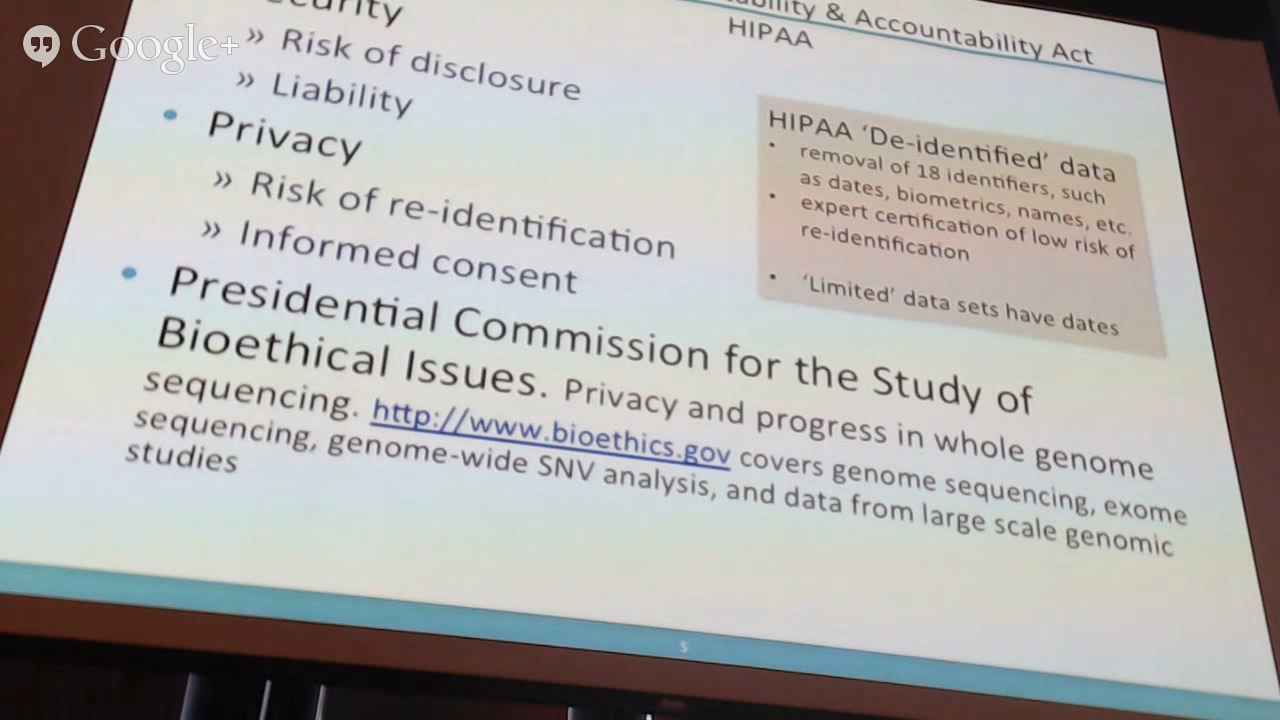 Google+
& Accountability Act
HIPAA
» Risk of disclosure
» Liability
• Privacy
» Risk of re-identification
» Informed consent
• Presidential Commission for the Study of
Bioethical Issues. Privacy and progress in whole genome
sequencing. http://www.bioethics.gov covers genome sequencing, exome
sequencing, genome-wide SNV analysis, and data from large scale genomic
studies
HIPAA ‘De-identified’ data
• removal of 18 identifiers, such
as dates, biometrics, names, etc.
• expert certification of low risk of
re-identification
• ‘Limited’ data sets have dates
5